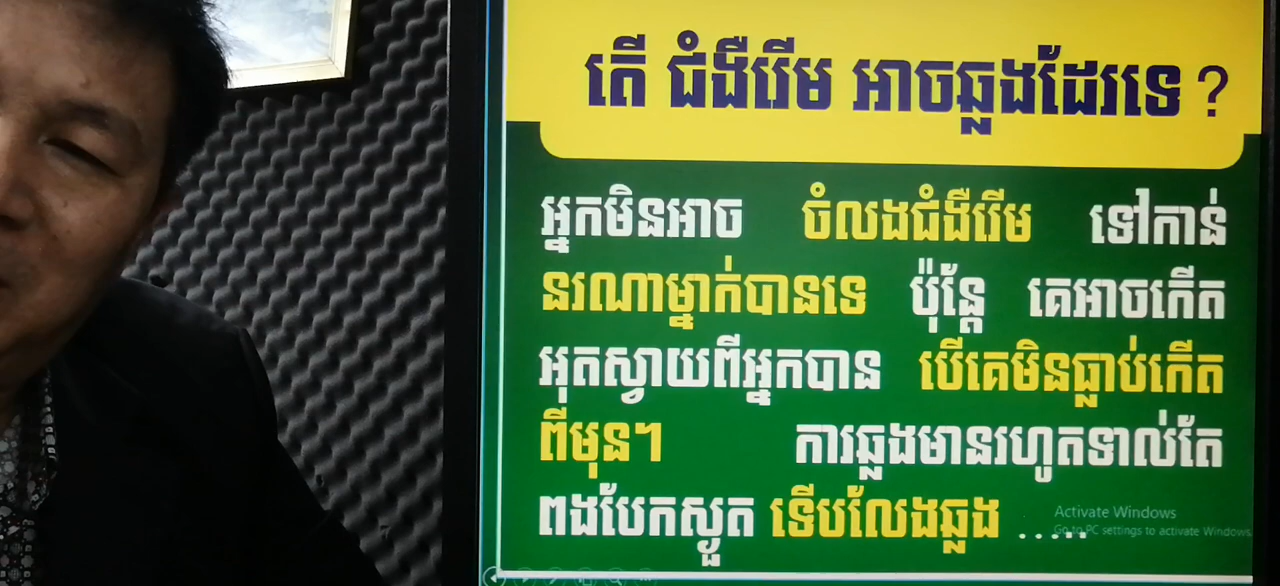 តើ ជំងឺរើម អាចឆ្លងដែរទេ ?
អ្នកមិនអាច ចំលងជំងឺរើម ទៅកាន់
នរណាម្នាក់បានទេ ប៉ុន្តែ គេអាចកើត
អុតស្វាយពីអ្នកបាន បើគេមិនធ្លាប់កើត
ពីមុន។ ការឆ្លងមានរហូតទាល់តែ
ពងបែកស្ងួត ទើបលែងឆ្លង .....
Activate Windows
Go to PC settings to activate Windows.